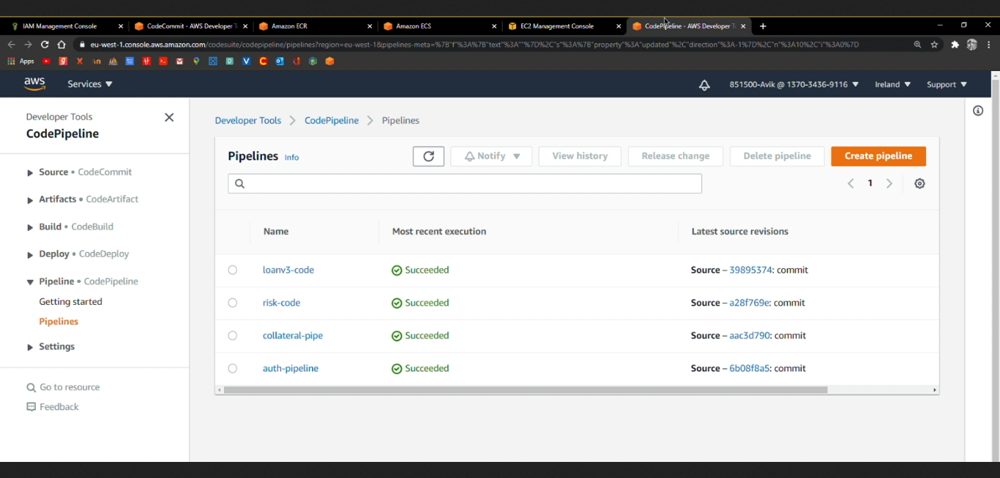 IAM Management Console
CodeCommit - AWS Developer T
Amazon ECR
Amazon ECS
EC2 Management Console
CodePipeline - AWS Developer T
eu-west-1.console.aws.amazon.com/codesuite/codepipeline/pipelines?region=eu-west-1&pipelines-meta=%7B"f"%3A%7B"text"%3A""%7D%2C"s"%3A%7B"property"%3A"updated"%2C"direction"%3A-1%7D%2C"n"%3A10%2C"i"%3A0%7D
Apps
aws
Services
851500-Avik @ 1370-3436-9116
Ireland
Support
Developer Tools
CodePipeline
Source • CodeCommit
Artifacts • CodeArtifact
Build • CodeBuild
Deploy • CodeDeploy
Pipeline • CodePipeline
Getting started
Pipelines
Settings
Go to resource
Feedback
Developer Tools > CodePipeline > Pipelines
Pipelines Info
Notify
View history
Release change
Delete pipeline
Create pipeline
1
Name Most recent execution Latest source revisions
loanv3-code Succeeded Source – 39895374: commit
risk-code Succeeded Source – a28f769e: commit
collateral-pipe Succeeded Source – aac3d790: commit
auth-pipeline Succeeded Source – 6b08f8a5: commit